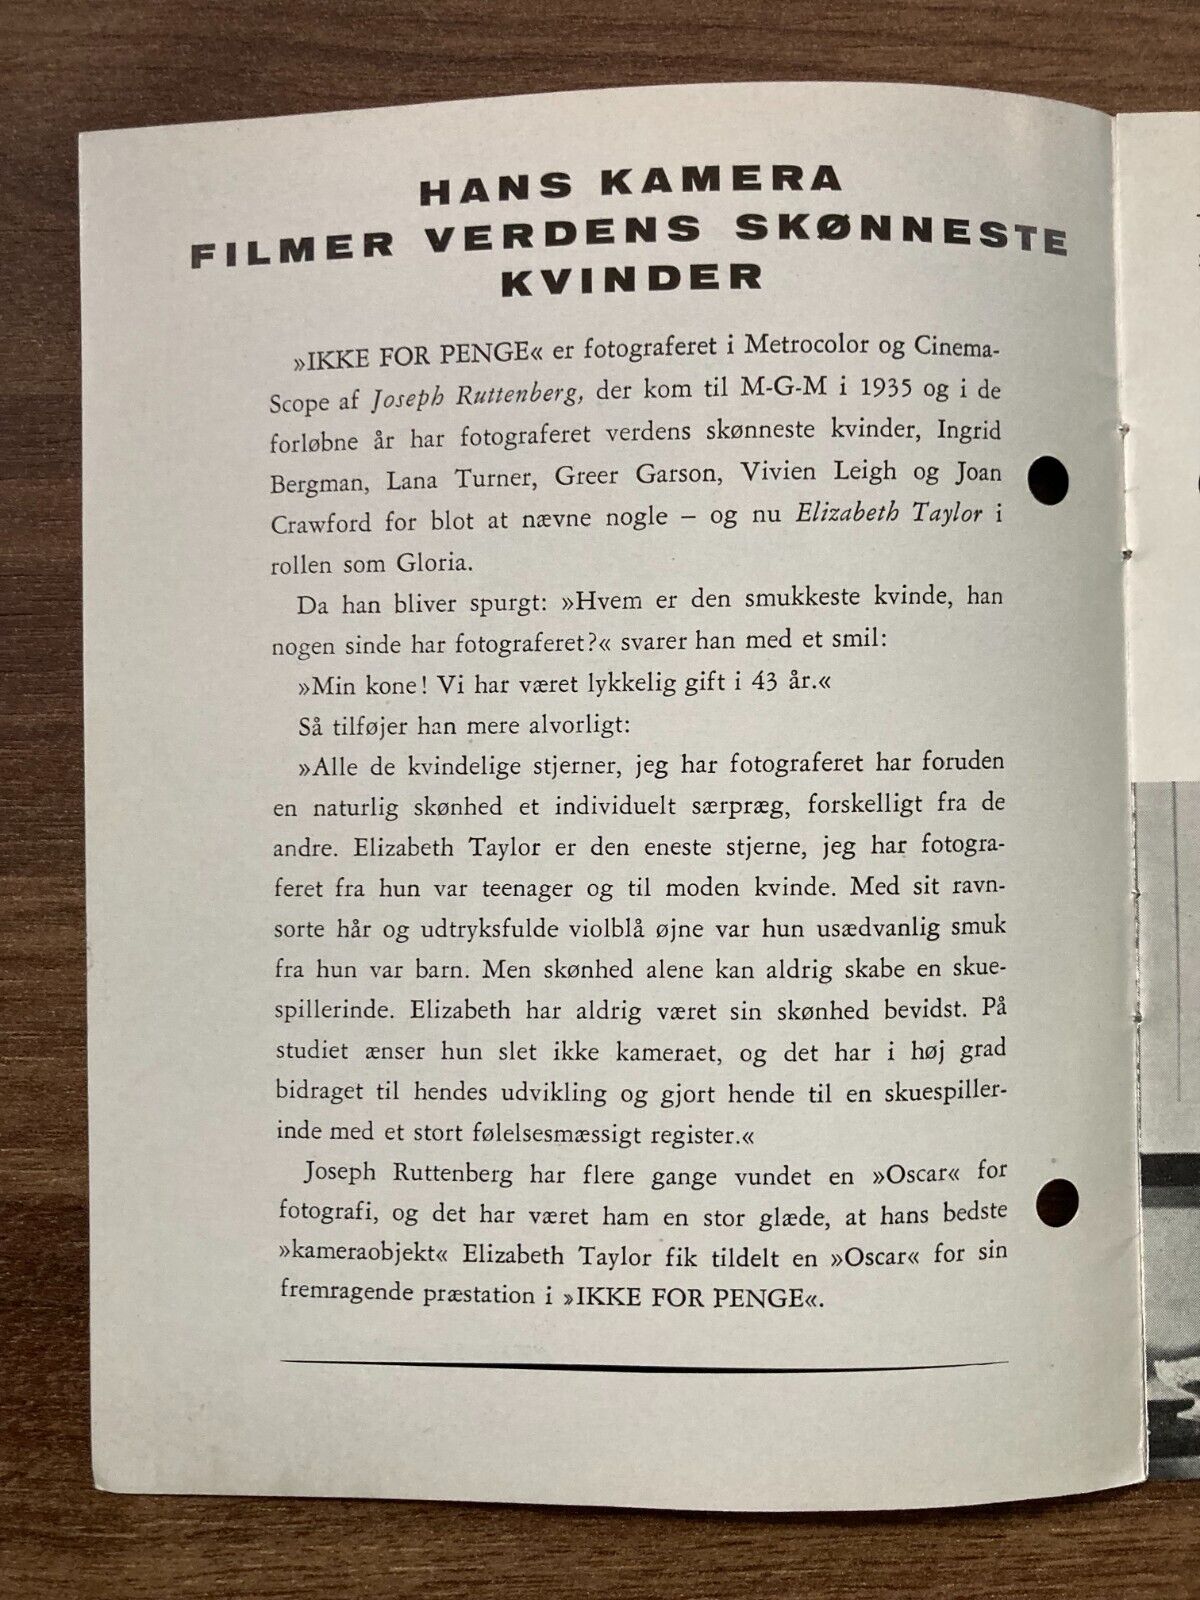 HANS KAMERA
FILMER VERDENS SKØNNESTE
KVINDER
»IKKE FOR PENGE« er fotograferet i Metrocolor og Cinema-
Scope af Joseph Ruttenberg, der kom til M-G-M i 1935 og i de
forløbne år har fotograferet verdens skønneste kvinder, Ingrid
Bergman, Lana Turner, Greer Garson, Vivien Leigh og Joan
Crawford for blot at nævne nogle – og nu Elizabeth Taylor i
rollen som Gloria.
Da han bliver spurgt: »Hvem er den smukkeste kvinde, han
nogen sinde har fotograferet?« svarer han med et smil:
»Min kone! Vi har været lykkelig gift i 43 år.«
Så tilføjer han mere alvorligt:
»Alle de kvindelige stjerner, jeg har fotograferet har foruden
en naturlig skønhed et individuelt særpræg, forskelligt fra de
andre. Elizabeth Taylor er den eneste stjerne, jeg har fotogra-
feret fra hun var teenager og til moden kvinde. Med sit ravn-
sorte hår og udtryksfulde violblå øjne var hun usædvanlig smuk
fra hun var barn. Men skønhed alene kan aldrig skabe en skue-
spillerinde. Elizabeth har aldrig været sin skønhed bevidst. På
studiet ænser hun slet ikke kameraet, og det har i høj grad
bidraget til hendes udvikling og gjort hende til en skuespiller-
inde med et stort følelsesmæssigt register.«
Joseph Ruttenberg har flere gange vundet en »Oscar« for
fotografi, og det har været ham en stor glæde, at hans bedste
»kameraobjekt« Elizabeth Taylor fik tildelt en »Oscar« for sin
fremragende præstation i »IKKE FOR PENGE«.